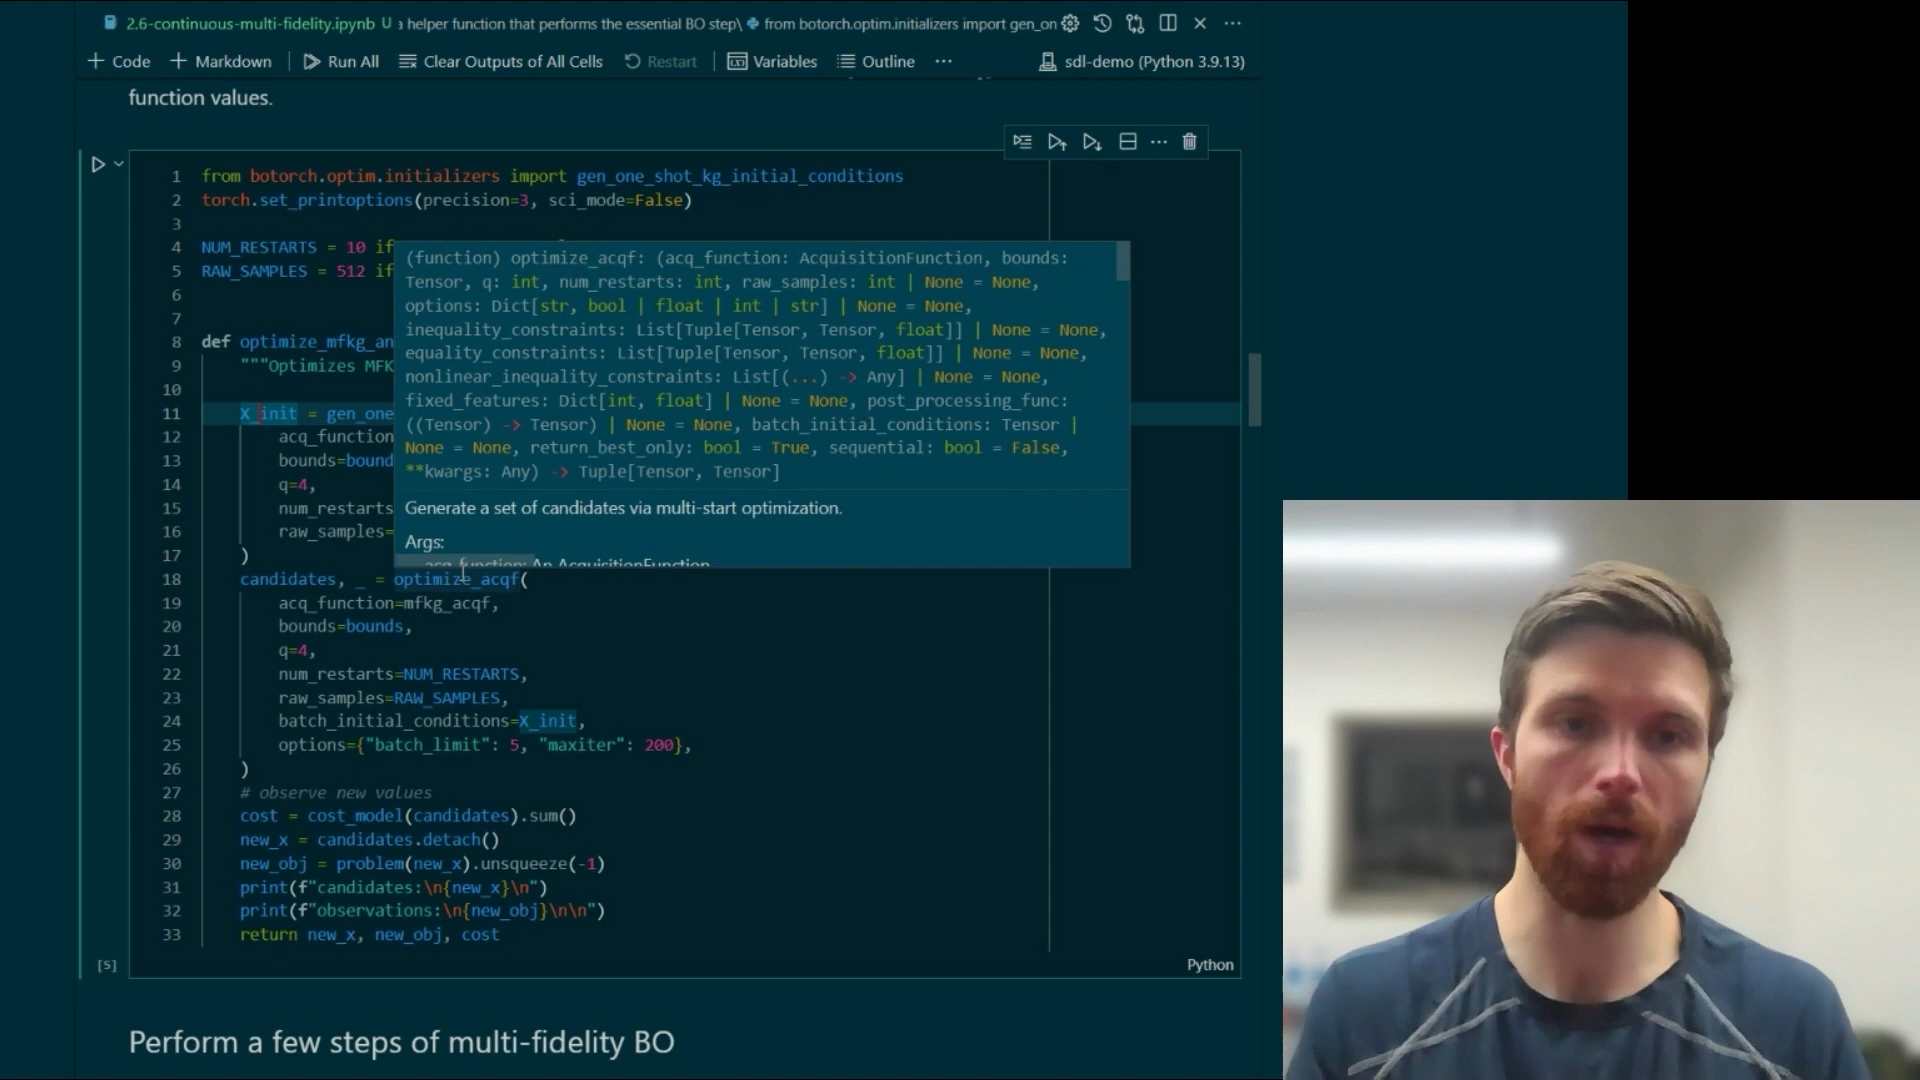 2.6-continuous-multi-fidelity.ipynb U a helper function that performs the essential BO step\ from botorch.optim.initializers import gen_on
Code Markdown Run All Clear Outputs of All Cells Restart Variables Outline ... sdl-demo (Python 3.9.13)
function values.
1 from botorch.optim.initializers import gen_one_shot_kg_initial_conditions
2 torch.set_printoptions(precision=3, sci_mode=False)
3
4 NUM_RESTARTS = 10 if
5 RAW_SAMPLES = 512 if
6
7
8 def optimize_mfkg_an
9 """Optimizes MFK
10
11 X_init = gen_one
12 acq_function
13 bounds=bound
14 q=4,
15 num_restarts
16 raw_samples=
17 )
(function) optimize_acqf: (acq_function: AcquisitionFunction, bounds:
Tensor, q: int, num_restarts: int, raw_samples: int | None = None,
options: Dict[str, bool | float | int | str] | None = None,
inequality_constraints: List[Tuple[Tensor, Tensor, float]] | None = None,
equality_constraints: List[Tuple[Tensor, Tensor, float]] | None = None,
nonlinear_inequality_constraints: List[(...) -> Any] | None = None,
fixed_features: Dict[int, float] | None = None, post_processing_func:
((Tensor) -> Tensor) | None = None, batch_initial_conditions: Tensor |
None = None, return_best_only: bool = True, sequential: bool = False,
**kwargs: Any) -> Tuple[Tensor, Tensor]
Generate a set of candidates via multi-start optimization.
Args:
acq_function: An AcquisitionFunction
18 candidates, _ = optimize_acqf(
19 acq_function=mfkg_acqf,
20 bounds=bounds,
21 q=4,
22 num_restarts=NUM_RESTARTS,
23 raw_samples=RAW_SAMPLES,
24 batch_initial_conditions=X_init,
25 options={"batch_limit": 5, "maxiter": 200},
26 )
27 # observe new values
28 cost = cost_model(candidates).sum()
29 new_x = candidates.detach()
30 new_obj = problem(new_x).unsqueeze(-1)
31 print(f"candidates:\n{new_x}\n")
32 print(f"observations:\n{new_obj}\n\n")
33 return new_x, new_obj, cost
[5] Python
Perform a few steps of multi-fidelity BO